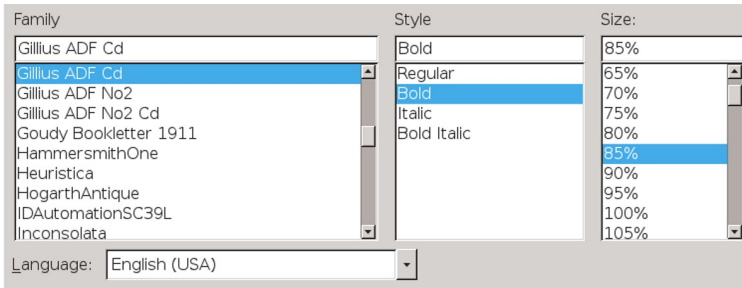 Family
Gillius ADF Cd
Gillius ADF Cd
Gillius ADF No2
Gillius ADF No2 Cd
Goudy Bookletter 1911
HammersmithOne
Heuristica
HogarthAntique
IDAutomationSC39L
Inconsolata
Style
Bold
Regular
Bold
Italic
Bold Italic
Size:
85%
65%
70%
75%
80%
85%
90%
95%
100%
105%
Language: English (USA)